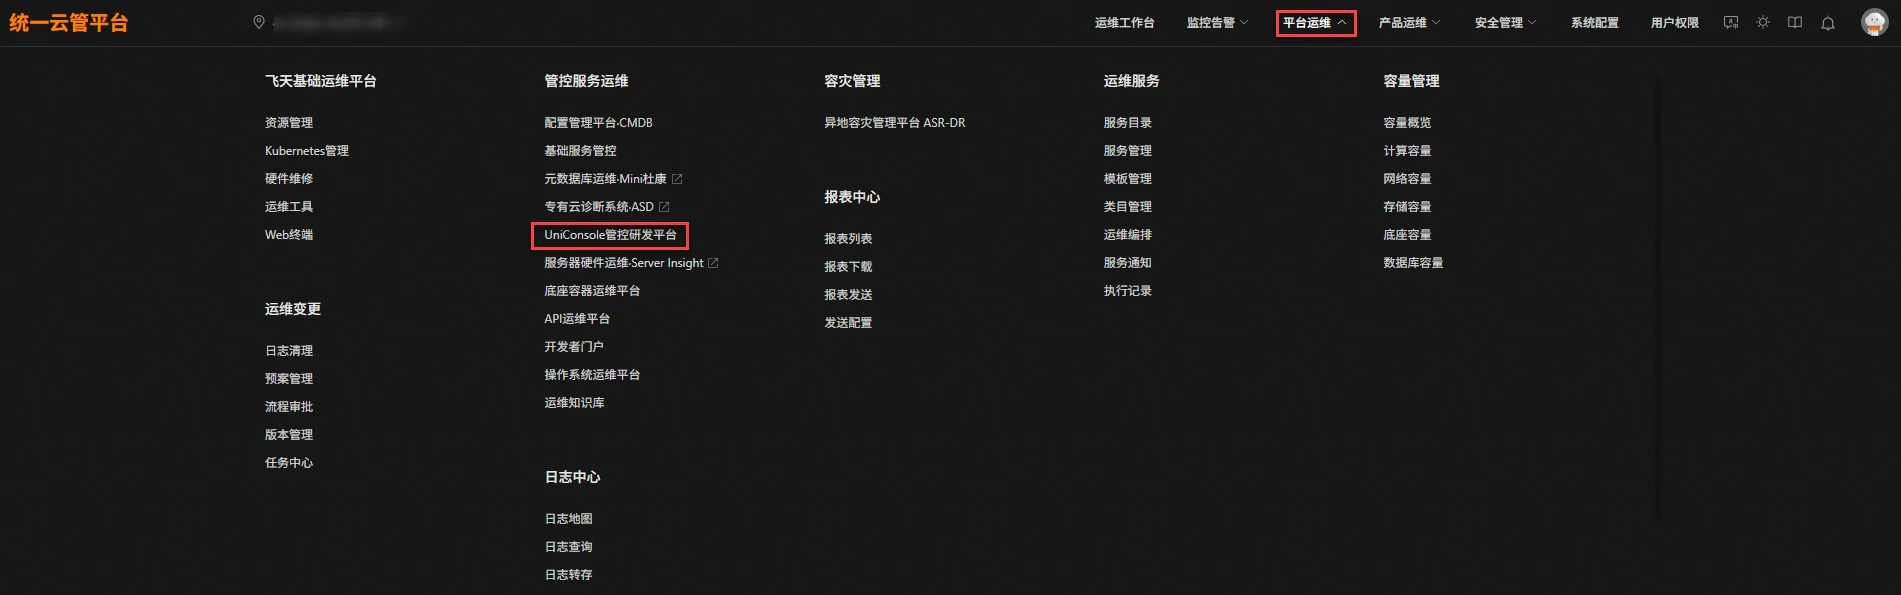 统一云管平台
运维工作台
监控告警
平台运维
产品运维
安全管理
系统配置
用户权限
飞天基础运维平台
资源管理
Kubernetes管理
硬件维修
运维工具
Web终端
运维变更
日志清理
预案管理
流程审批
版本管理
任务中心
管控服务运维
配置管理平台·CMDB
基础服务管控
元数据库运维·Mini杜康
专有云诊断系统·ASD
UniConsole管控研发平台
服务器硬件运维·Server Insight
底座容器运维平台
API运维平台
开发者门户
操作系统运维平台
运维知识库
日志中心
日志地图
日志查询
日志转存
容灾管理
异地容灾管理平台 ASR-DR
报表中心
报表列表
报表下载
报表发送
发送配置
运维服务
服务目录
服务管理
模板管理
类目管理
运维编排
服务通知
执行记录
容量管理
容量概览
计算容量
网络容量
存储容量
底座容量
数据库容量